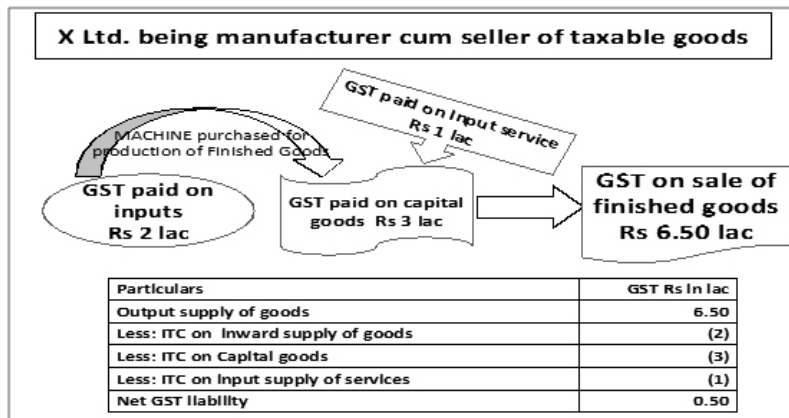 X Ltd. being manufacturer cum seller of taxable goods
GST paid on Input service
Rs 1 lac
MACHINE purchased for
production of Finished Goods
GST paid on
inputs
Rs 2 lac
GST paid on capital
goods Rs 3 lac
GST on sale of
finished goods
Rs 6.50 lac
Particulars GST Rs in lac
Output supply of goods 6.50
Less: ITC on Inward supply of goods (2)
Less: ITC on Capital goods (3)
Less: ITC on Input supply of services (1)
Net GST liability 0.50